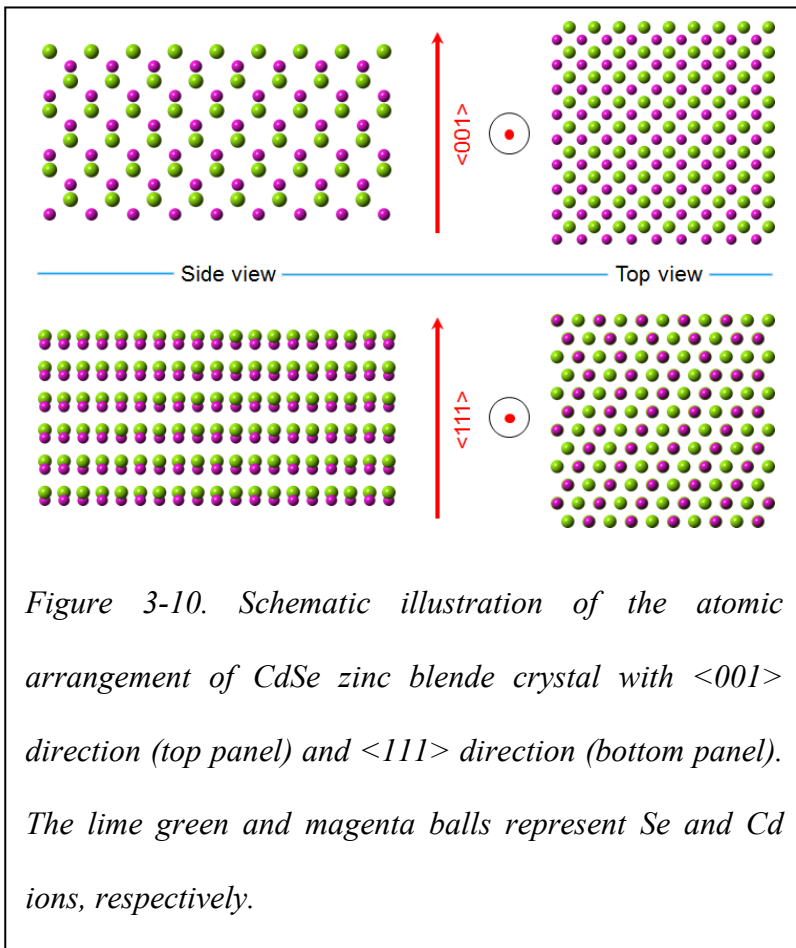 <001>
Side view
Top view
<111>
Figure 3-10. Schematic illustration of the atomic
arrangement of CdSe zinc blende crystal with <001>
direction (top panel) and <111> direction (bottom panel).
The lime green and magenta balls represent Se and Cd
ions, respectively.